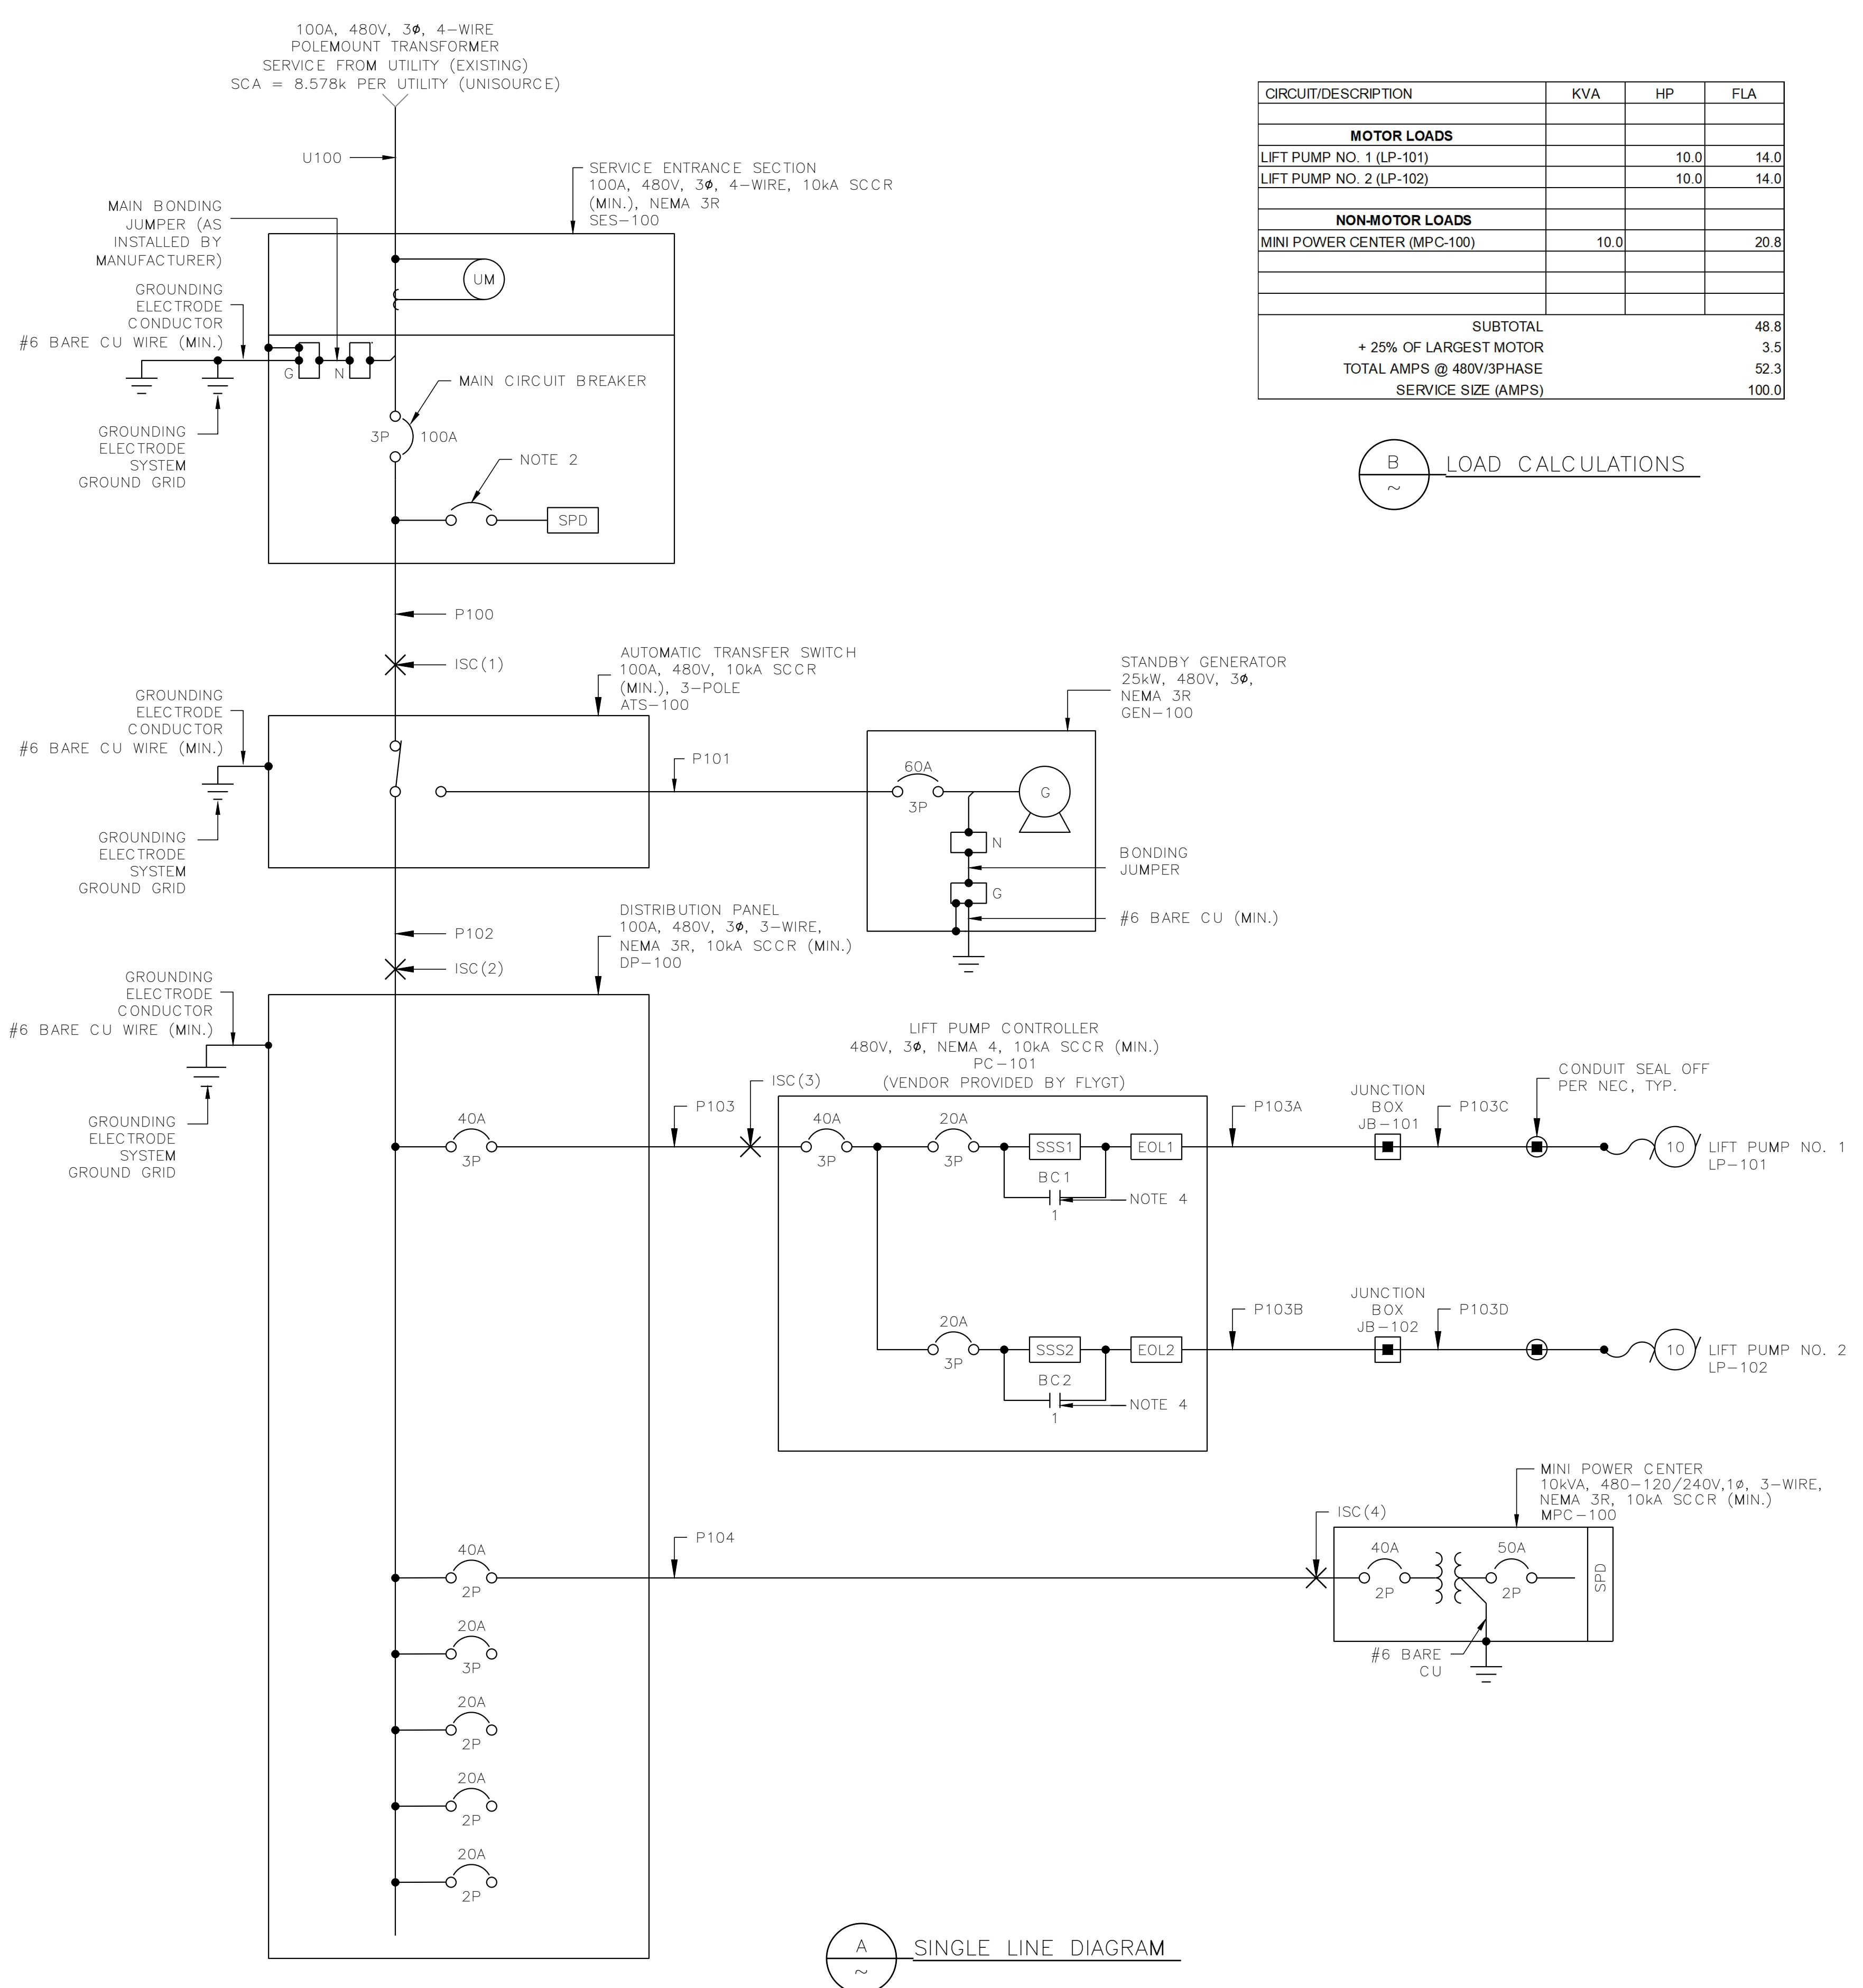 100A, 480V, 3ø, 4-WIRE
POLEMOUNT TRANSFORMER
SERVICE FROM UTILITY (EXISTING)
SCA = 8.578k PER UTILITY (UNISOURCE)
U100
SERVICE ENTRANCE SECTION
100A, 480V, 3ø, 4-WIRE, 10kA SCCR
(MIN.), NEMA 3R
SES-100
MAIN BONDING
JUMPER (AS
INSTALLED BY
MANUFACTURER)
UM
GROUNDING
ELECTRODE
CONDUCTOR
#6 BARE CU WIRE (MIN.)
G
N
MAIN CIRCUIT BREAKER
3P
100A
GROUNDING
ELECTRODE
SYSTEM
GROUND GRID
NOTE 2
SPD
CIRCUIT/DESCRIPTION KVA HP FLA
MOTOR LOADS
LIFT PUMP NO. 1 (LP-101) 10.0 14.0
LIFT PUMP NO. 2 (LP-102) 10.0 14.0
NON-MOTOR LOADS
MINI POWER CENTER (MPC-100) 10.0 20.8
SUBTOTAL 48.8
+ 25% OF LARGEST MOTOR 3.5
TOTAL AMPS @ 480V/3PHASE 52.3
SERVICE SIZE (AMPS) 100.0
B
~
LOAD CALCULATIONS
P100
ISC(1)
AUTOMATIC TRANSFER SWITCH
100A, 480V, 10kA SCCR
(MIN.), 3-POLE
ATS-100
GROUNDING
ELECTRODE
CONDUCTOR
#6 BARE CU WIRE (MIN.)
GROUNDING
ELECTRODE
SYSTEM
GROUND GRID
P101
STANDBY GENERATOR
25kW, 480V, 3ø,
NEMA 3R
GEN-100
60A
3P
G
N
BONDING
JUMPER
G
#6 BARE CU (MIN.)
P102
ISC(2)
DISTRIBUTION PANEL
100A, 480V, 3ø, 3-WIRE,
NEMA 3R, 10kA SCCR (MIN.)
DP-100
GROUNDING
ELECTRODE
CONDUCTOR
#6 BARE CU WIRE (MIN.)
GROUNDING
ELECTRODE
SYSTEM
GROUND GRID
LIFT PUMP CONTROLLER
480V, 3ø, NEMA 4, 10kA SCCR (MIN.)
PC-101
(VENDOR PROVIDED BY FLYGT)
40A
3P
P103
ISC(3)
40A
3P
20A
3P
SSS1
EOL1
BC1
1
NOTE 4
P103A
JUNCTION
BOX
JB-101
P103C
CONDUIT SEAL OFF
PER NEC, TYP.
10
LIFT PUMP NO. 1
LP-101
20A
3P
SSS2
EOL2
BC2
1
NOTE 4
P103B
JUNCTION
BOX
JB-102
P103D
10
LIFT PUMP NO. 2
LP-102
40A
2P
P104
ISC(4)
MINI POWER CENTER
10kVA, 480-120/240V,1ø, 3-WIRE,
NEMA 3R, 10kA SCCR (MIN.)
MPC-100
40A
2P
50A
2P
SPD
#6 BARE
CU
20A
3P
20A
2P
20A
2P
20A
2P
A
~
SINGLE LINE DIAGRAM